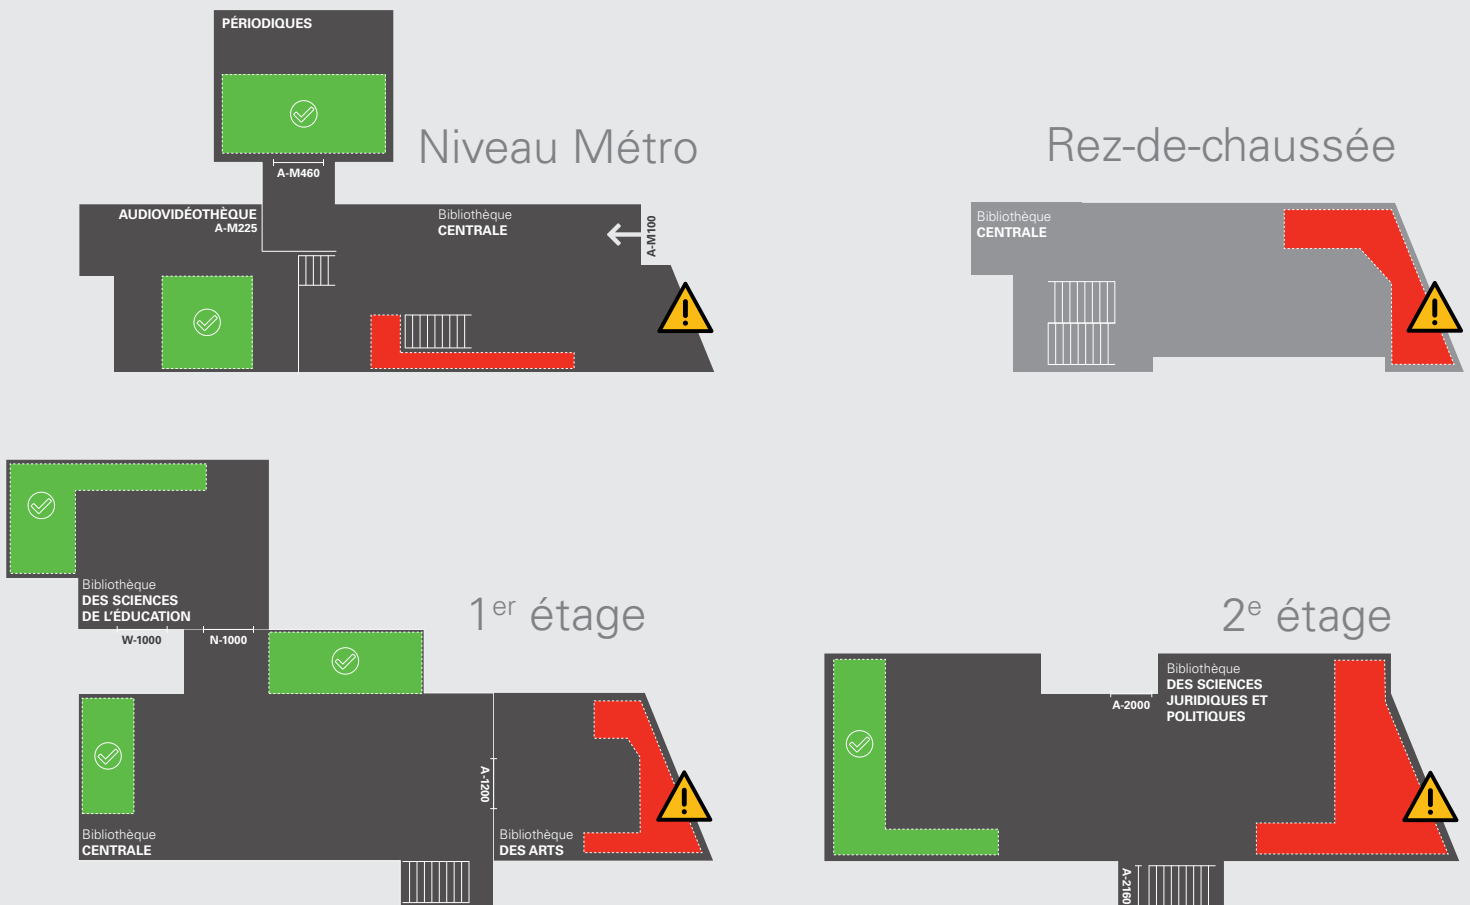 PÉRIODIQUES
Niveau Métro
A-M460
AUDIOVIDÉOTHÈQUE
A-M225
Bibliothèque
CENTRALE
A-M100
Rez-de-chaussée
Bibliothèque
CENTRALE
Bibliothèque
DES SCIENCES
DE L'ÉDUCATION
W-1000
N-1000
1er étage
A-1200
Bibliothèque
CENTRALE
Bibliothèque
DES ARTS
2e étage
Bibliothèque
DES SCIENCES
JURIDIQUES ET
POLITIQUES
A-2000
A-2160